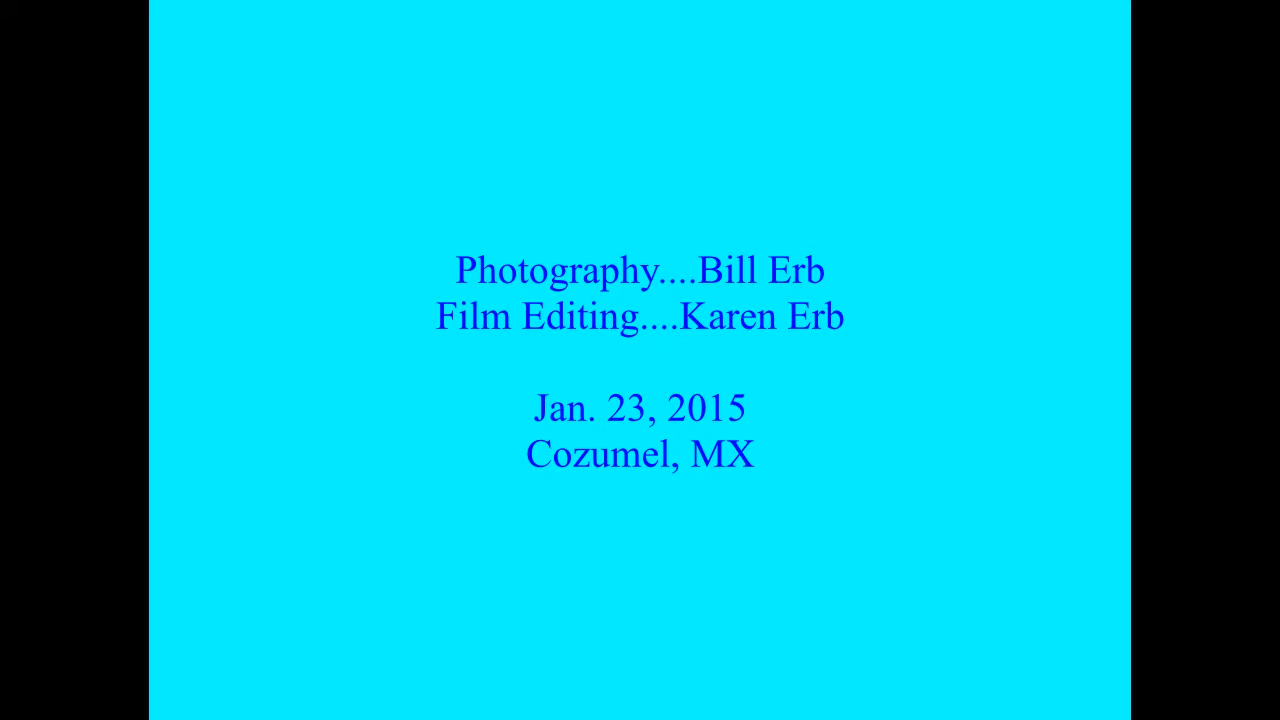 Photography....Bill Erb
Film Editing....Karen Erb
Jan. 23, 2015
Cozumel, MX